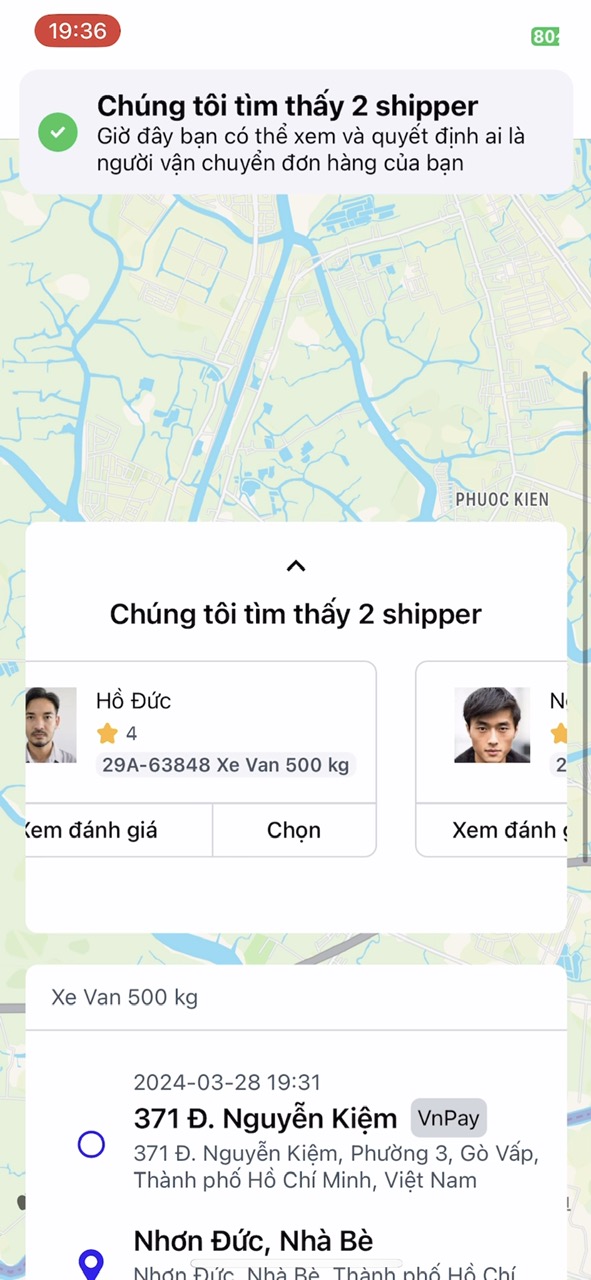 19:36
80
Chúng tôi tìm thấy 2 shipper
Giờ đây bạn có thể xem và quyết định ai là
người vận chuyển đơn hàng của bạn
PHUOC KIEN
Chúng tôi tìm thấy 2 shipper
Hồ Đức
4
29A-63848 Xe Van 500 kg
Xem đánh giá
Chọn
Xem đánh
Xe Van 500 kg
2024-03-28 19:31
371 Đ. Nguyễn Kiệm VnPay
371 Đ. Nguyễn Kiệm, Phường 3, Gò Vấp,
Thành phố Hồ Chí Minh, Việt Nam
Nhơn Đức, Nhà Bè
Nhơn Đức, Nhà Bè, Thành phố Hồ Chí